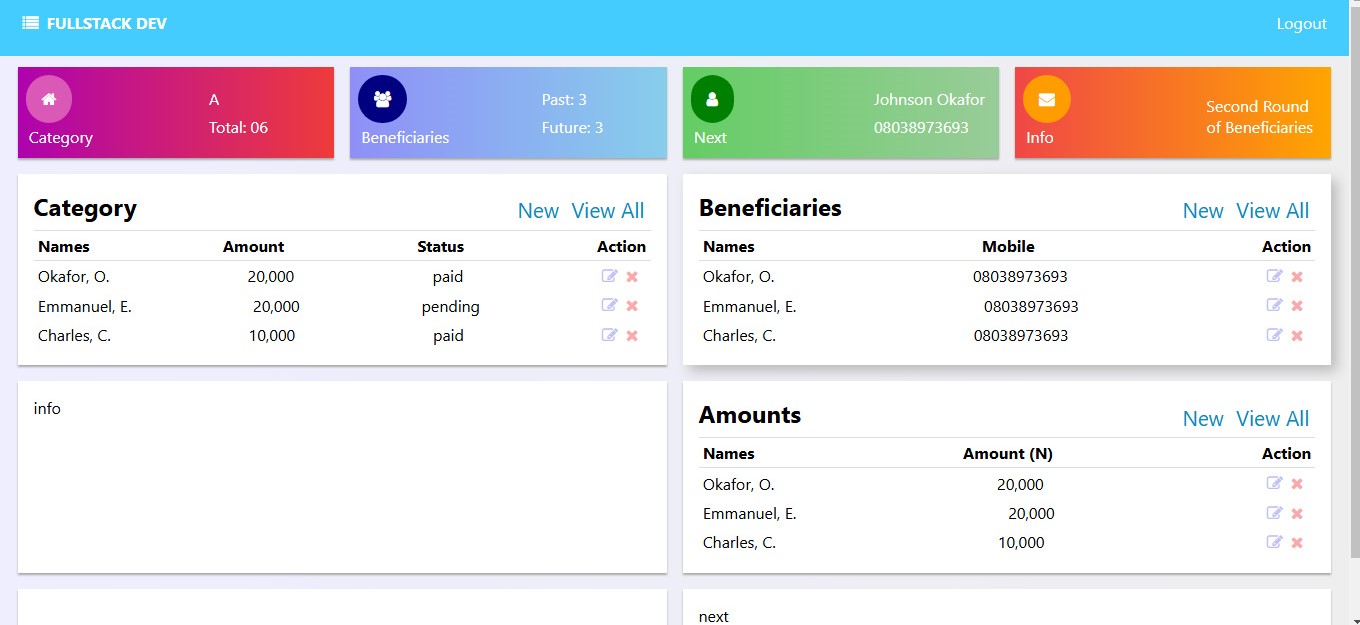 FULLSTACK DEV Logout
Category
A
Total: 06
Beneficiaries
Past: 3
Future: 3
Next
Johnson Okafor
08038973693
Info
Second Round
of Beneficiaries
Category New View All
Names Amount Status Action
Okafor, O. 20,000 paid
Emmanuel, E. 20,000 pending
Charles, C. 10,000 paid
Beneficiaries New View All
Names Mobile Action
Okafor, O. 08038973693
Emmanuel, E. 08038973693
Charles, C. 08038973693
info
Amounts New View All
Names Amount (N) Action
Okafor, O. 20,000
Emmanuel, E. 20,000
Charles, C. 10,000
next